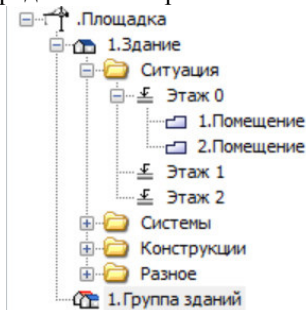 .Площадка
1.Здание
Ситуация
Этаж 0
1.Помещение
2.Помещение
Этаж 1
Этаж 2
Системы
Конструкции
Разное
1.Группа зданий